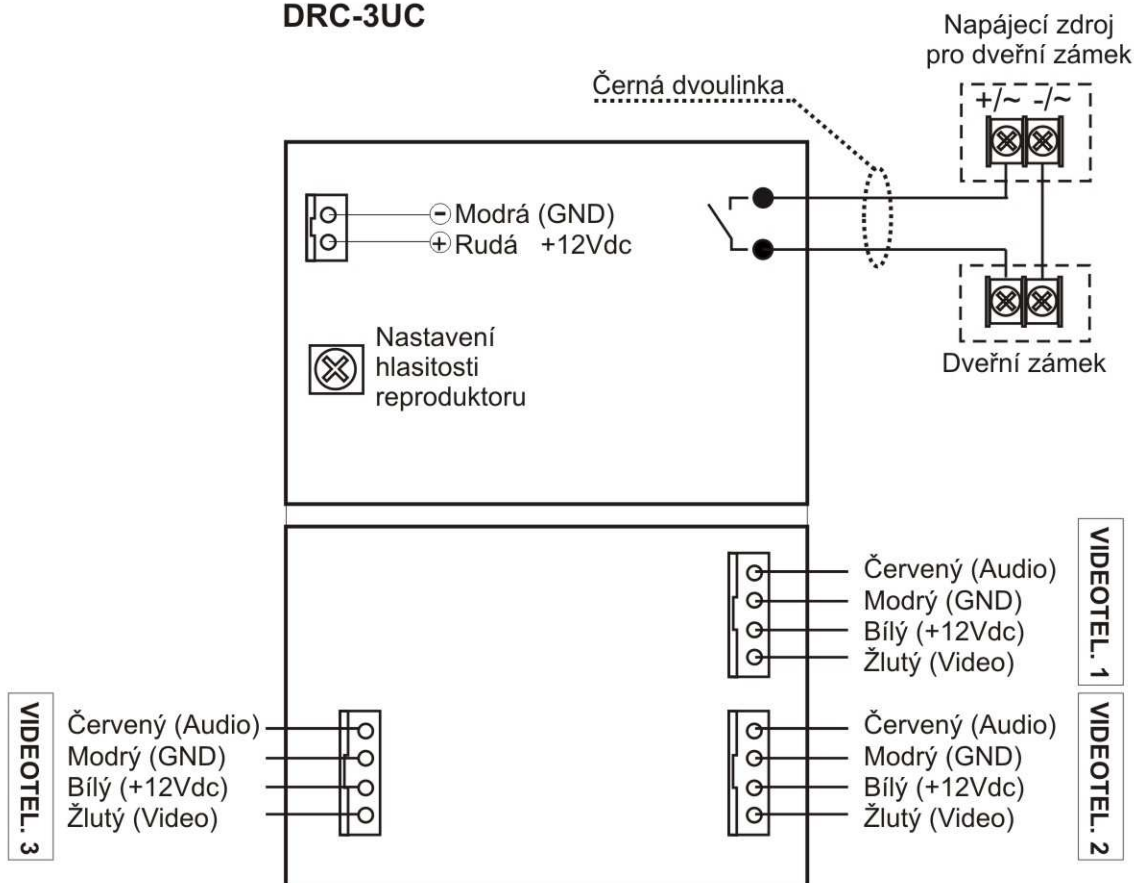 DRC-3UC
Napájecí zdroj
pro dveřní zámek
Černá dvoulinka
+/~ -/~
Modrá (GND)
Rudá +12Vdc
Nastavení
hlasitosti
reproduktoru
Dveřní zámek
Červený (Audio)
Modrý (GND)
Bílý (+12Vdc)
Žlutý (Video)
VIDEOTEL. 1
VIDEOTEL. 3
Červený (Audio)
Modrý (GND)
Bílý (+12Vdc)
Žlutý (Video)
Červený (Audio)
Modrý (GND)
Bílý (+12Vdc)
Žlutý (Video)
VIDEOTEL. 2